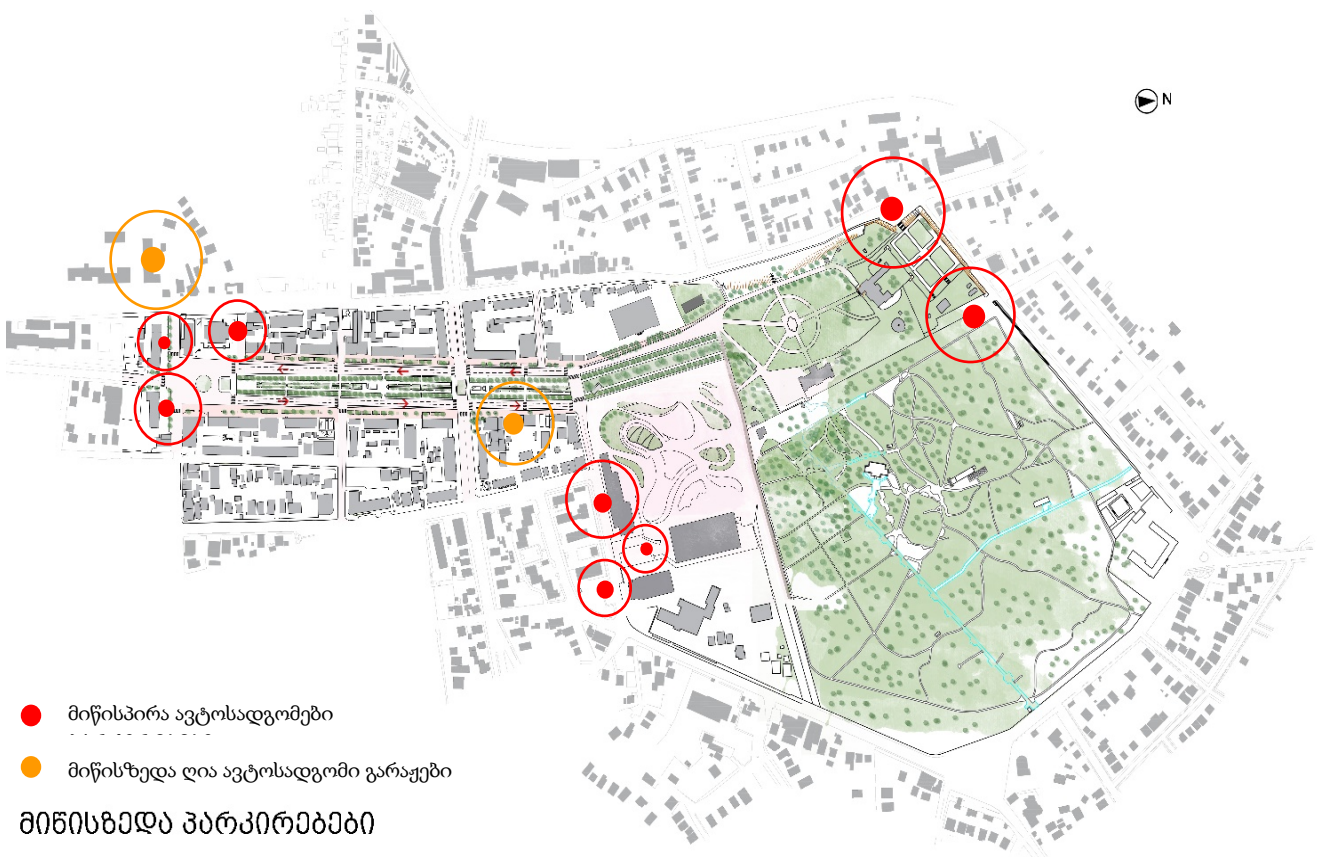 N
მიწისპირა ავტოსადგომები
მიწისზედა ღია ავტოსადგომი გარაჟები
მიწისზედა პარკირებები